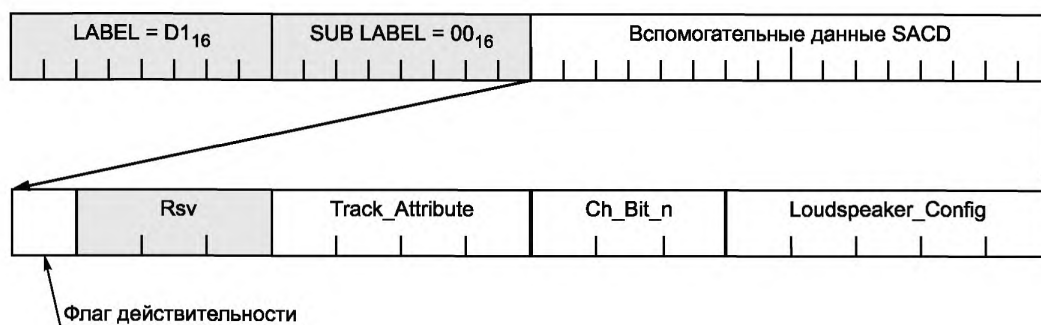 LABEL = D1₁₆ SUB LABEL = 00₁₆ Вспомогательные данные SACD
Rsv Track_Attribute Ch_Bit_n Loudspeaker_Config
Флаг действительности